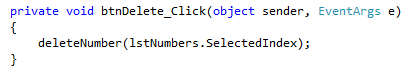 private void btnDelete_Click(object sender, EventArgs e)
{
    deleteNumber(lstNumbers.SelectedIndex);
}